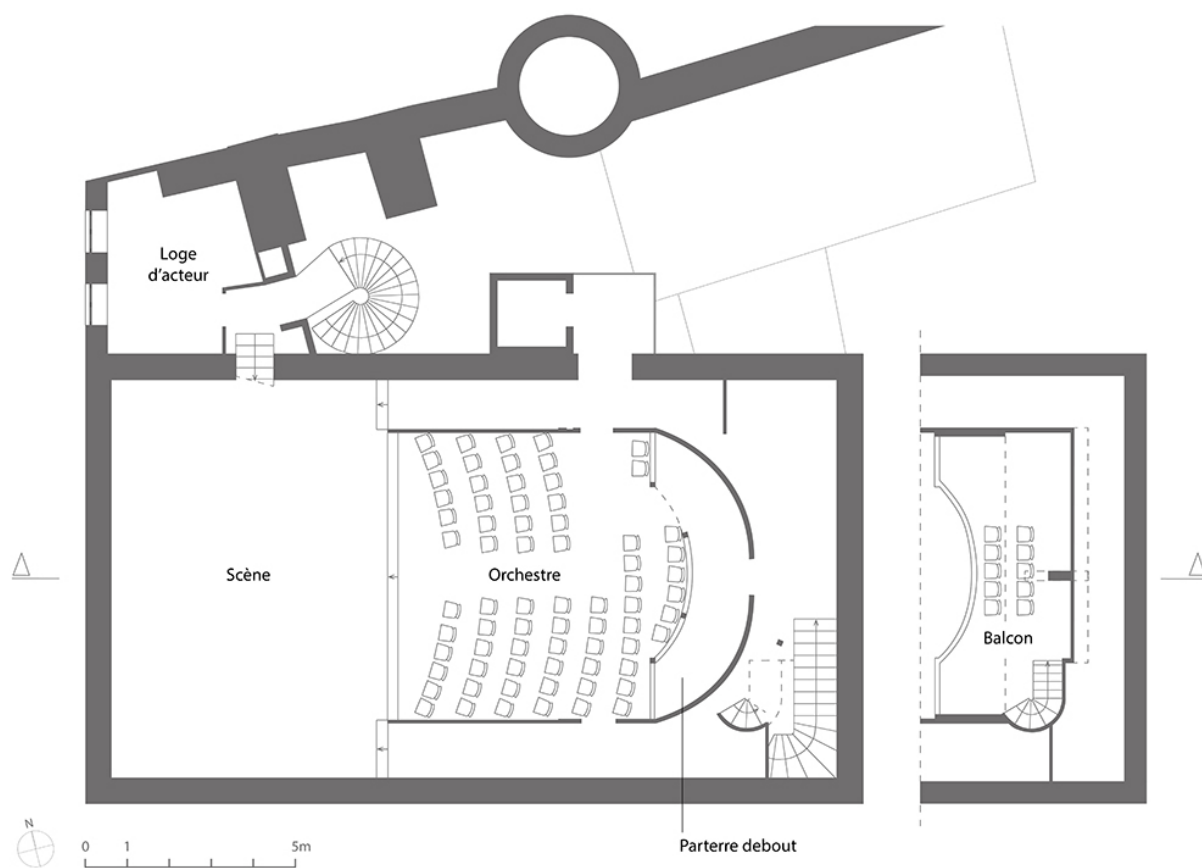 Loge
d'acteur
Scène
Orchestre
Balcon
Parterre debout
N
0 1 5m